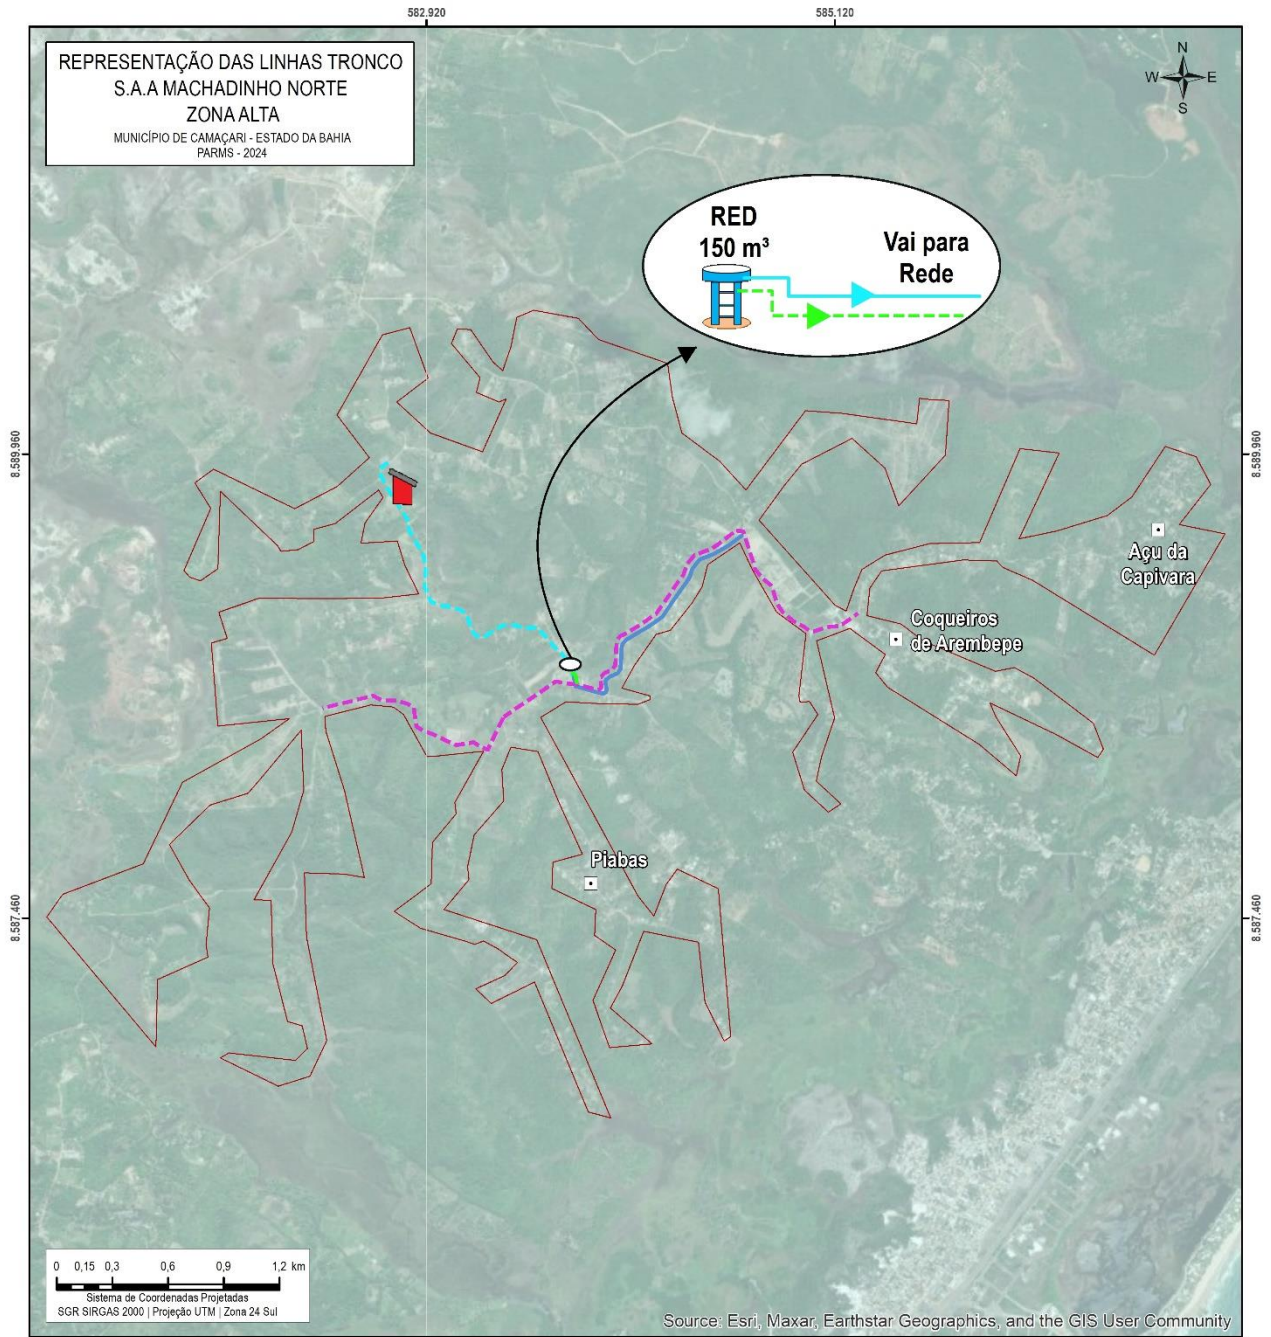 582.920
585.120
REPRESENTAÇÃO DAS LINHAS TRONCO
S.A.A MACHADINHO NORTE
ZONA ALTA
MUNICÍPIO DE CAMAÇARI - ESTADO DA BAHIA
PARMS - 2024
N
W
E
S
RED
150 m³
Vai para
Rede
8.589.960
8.589.960
Açu da
Capivara
Coqueiros
de Arembepe
Piabas
8.587.460
8.587.460
0 0,15 0,3 0,6 0,9 1,2 km
Sistema de Coordenadas Projetadas
SGR SIRGAS 2000 | Projeção UTM | Zona 24 Sul
Source: Esri, Maxar, Earthstar Geographics, and the GIS User Community